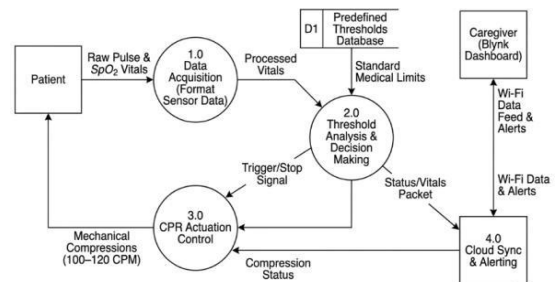 Patient
Raw Pulse &
SpO2 Vitals
1.0
Data
Acquisition
(Format
Sensor Data)
Processed
Vitals
D1
Predefined
Thresholds
Database
Standard
Medical Limits
2.0
Threshold
Analysis &
Decision
Making
Caregiver
(Blynk
Dashboard)
Wi-Fi
Data
Feed &
Alerts
Wi-Fi Data
& Alerts
Trigger/Stop
Signal
Status/Vitals
Packet
3.0
CPR Actuation
Control
4.0
Cloud Sync
& Alerting
Mechanical
Compressions
(100–120 CPM)
Compression
Status